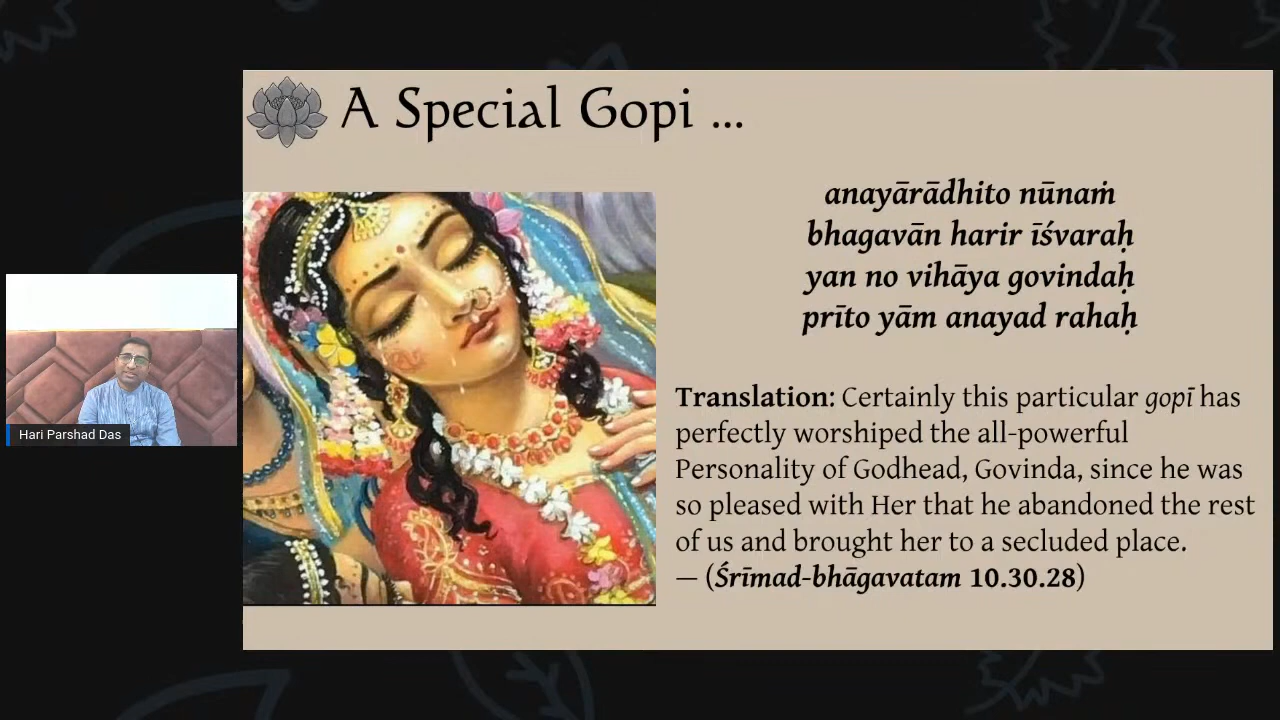 A Special Gopi ...
anayārādhito nūnaṁ
bhagavān harir īśvaraḥ
yan no vihāya govindaḥ
prīto yām anayad rahaḥ
Translation: Certainly this particular gopī has
perfectly worshiped the all-powerful
Personality of Godhead, Govinda, since he was
so pleased with Her that he abandoned the rest
of us and brought her to a secluded place.
— (Śrīmad-bhāgavatam 10.30.28)
Hari Parshad Das